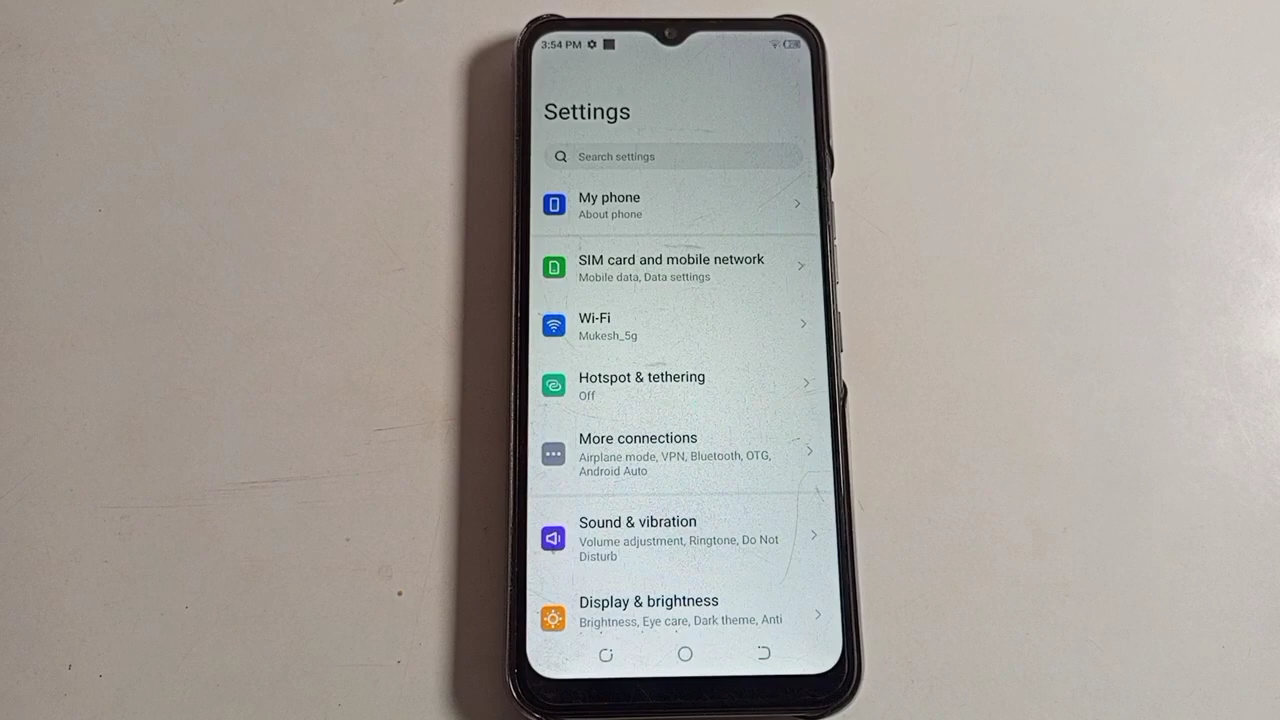 3:54 PM
Settings
Search settings
My phone
About phone
SIM card and mobile network
Mobile data, Data settings
Wi-Fi
Mukesh_5g
Hotspot & tethering
Off
More connections
Airplane mode, VPN, Bluetooth, OTG,
Android Auto
Sound & vibration
Volume adjustment, Ringtone, Do Not
Disturb
Display & brightness
Brightness, Eye care, Dark theme, Anti